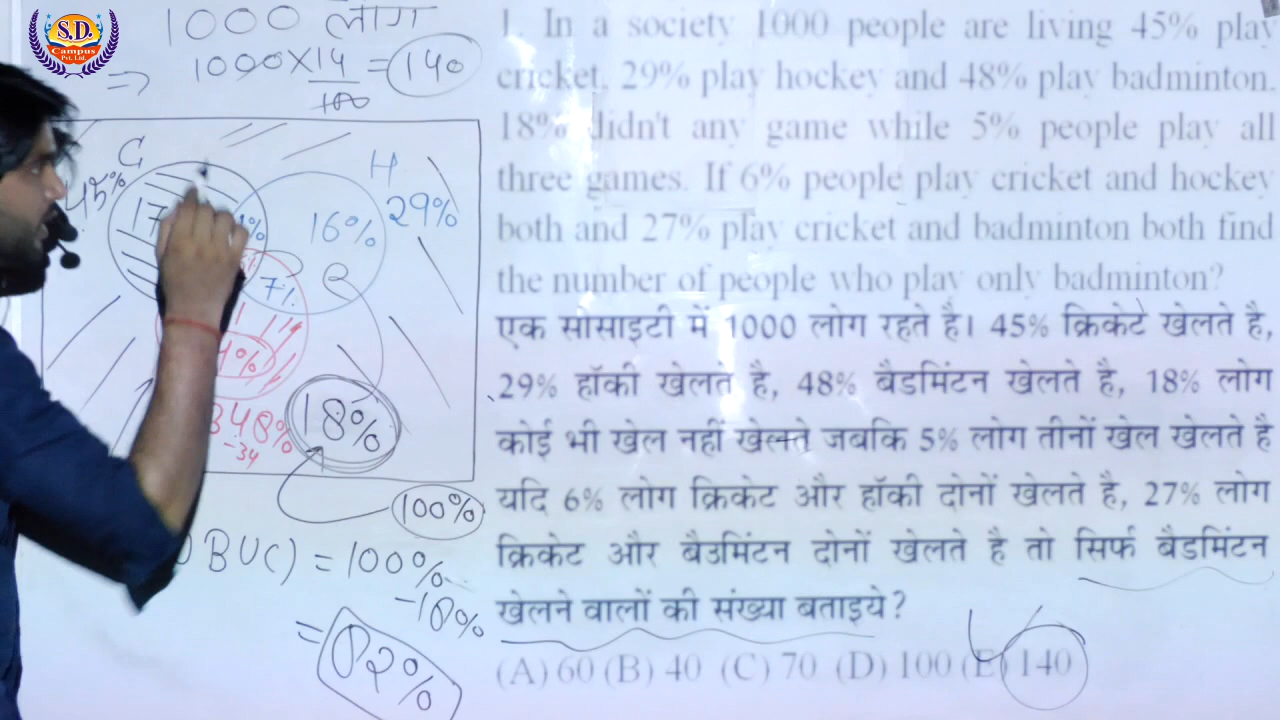 S.D.
Campus
Pvt. Ltd.
1000 लोग
⇒ 1000×14/100 = 140
C
45%
H
29%
16%
7%
48%
-34
18%
100%
BUC) = 100%
-18%
= 82%
1. In a society 1000 people are living 45% play
cricket, 29% play hockey and 48% play badminton.
18% didn't any game while 5% people play all
three games. If 6% people play cricket and hockey
both and 27% play cricket and badminton both find
the number of people who play only badminton?
एक सोसाइटी में 1000 लोग रहते है। 45% क्रिकेट खेलते है,
29% हॉकी खेलते है, 48% बैडमिंटन खेलते है, 18% लोग
कोई भी खेल नहीं खेलते जबकि 5% लोग तीनों खेल खेलते है
यदि 6% लोग क्रिकेट और हॉकी दोनों खेलते है, 27% लोग
क्रिकेट और बैडमिंटन दोनों खेलते है तो सिर्फ बैडमिंटन
खेलने वालों की संख्या बताइये?
(A) 60 (B) 40 (C) 70 (D) 100 (E) 140